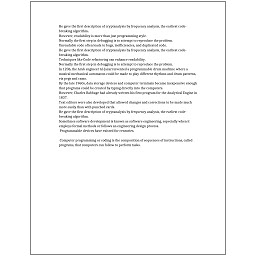 He gave the first description of cryptanalysis by frequency analysis, the earliest code-
breaking algorithm.
However, readability is more than just programming style.
Normally the first step in debugging is to attempt to reproduce the problem.
Unreadable code often leads to bugs, inefficiencies, and duplicated code.
He gave the first description of cryptanalysis by frequency analysis, the earliest code-
breaking algorithm.
Techniques like Code refactoring can enhance readability.
Normally the first step in debugging is to attempt to reproduce the problem.
In 1206, the Arab engineer Al-Jazari invented a programmable drum machine where a
musical mechanical automaton could be made to play different rhythms and drum patterns,
via pegs and cams.
By the late 1960s, data storage devices and computer terminals became inexpensive enough
that programs could be created by typing directly into the computers.
However, Charles Babbage had already written his first program for the Analytical Engine in
1837.
Text editors were also developed that allowed changes and corrections to be made much
more easily than with punched cards.
He gave the first description of cryptanalysis by frequency analysis, the earliest code-
breaking algorithm.
Sometimes software development is known as software engineering, especially when it
employs formal methods or follows an engineering design process.
Programmable devices have existed for centuries.
Computer programming or coding is the composition of sequences of instructions, called
programs, that computers can follow to perform tasks.